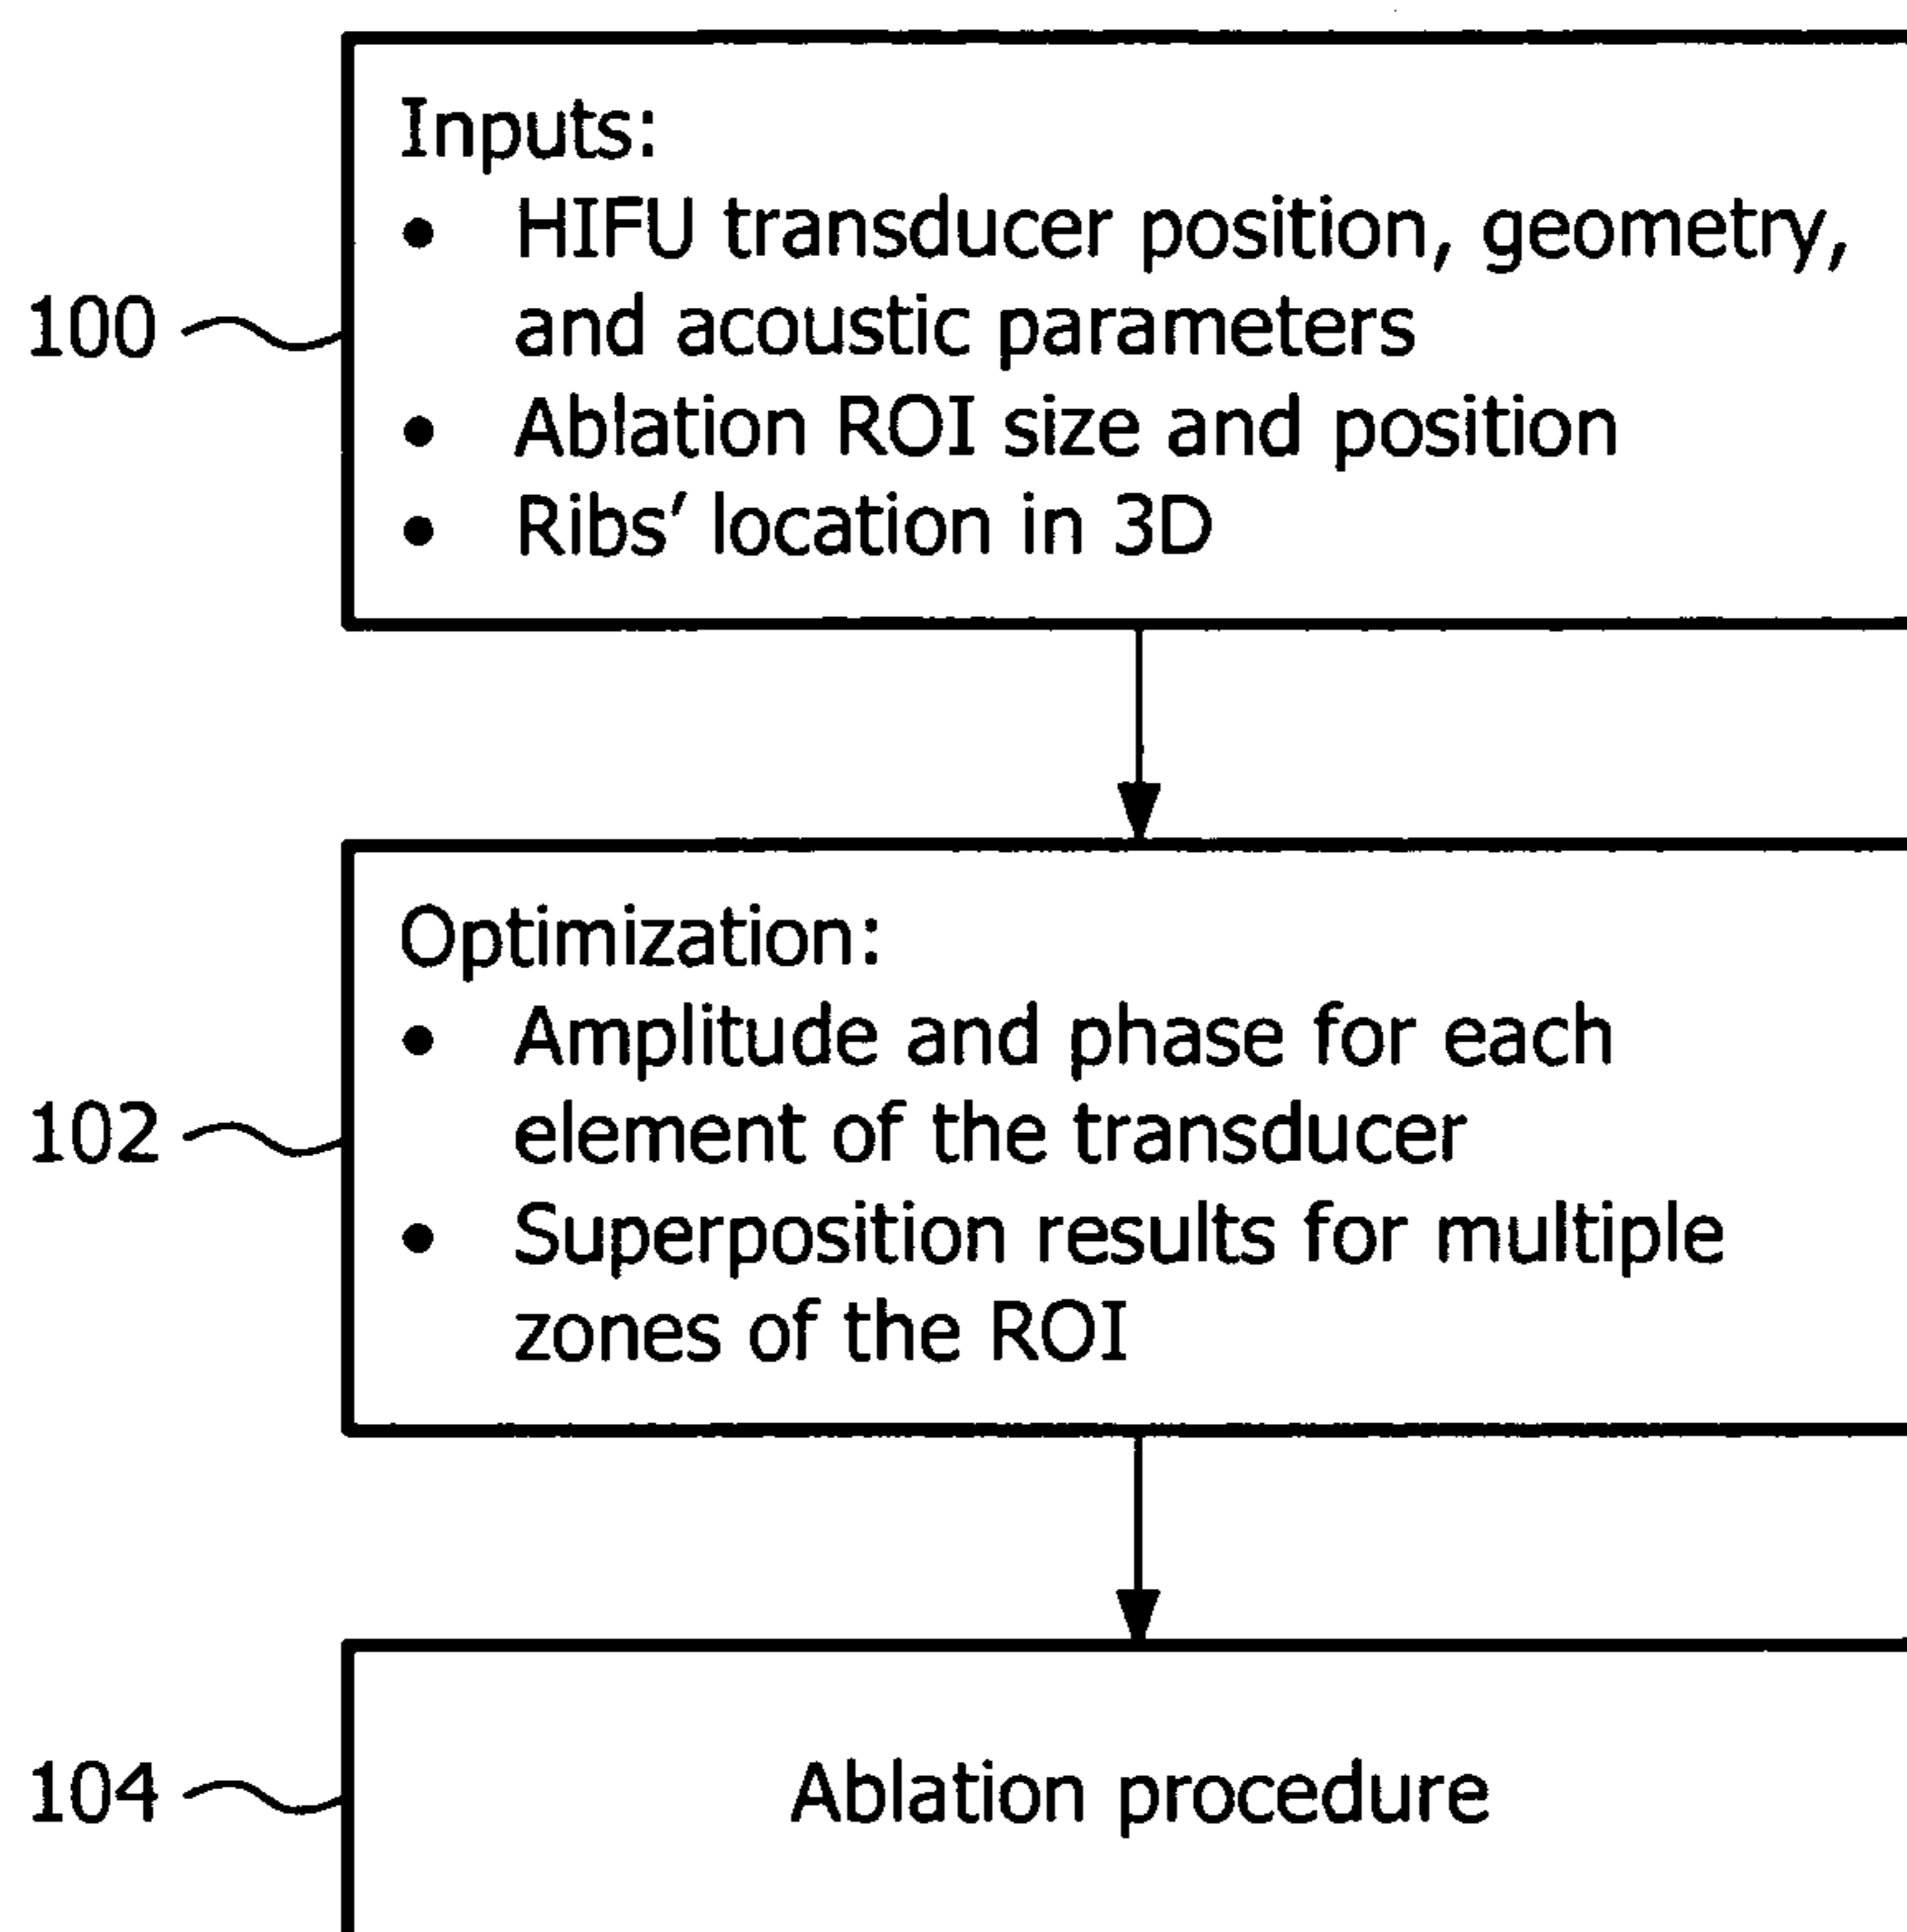 Inputs:
• HIFU transducer position, geometry,
and acoustic parameters
• Ablation ROI size and position
• Ribs' location in 3D
100
Optimization:
• Amplitude and phase for each
element of the transducer
• Superposition results for multiple
zones of the ROI
102
Ablation procedure
104